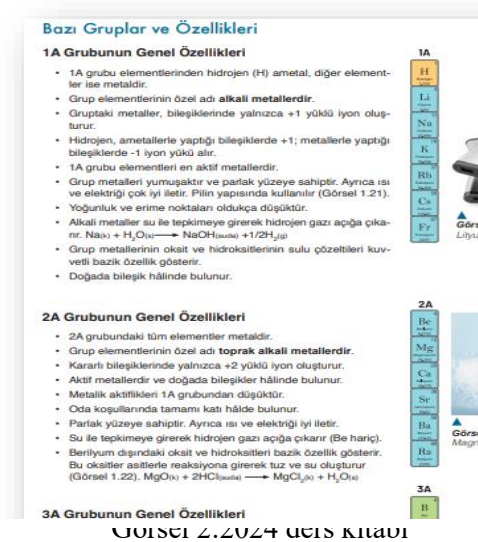 Bazı Gruplar ve Özellikleri
1A Grubunun Genel Özellikleri
• 1A grubu elementlerinden hidrojen (H) ametal, diğer element-
ler ise metaldir.
• Grup elementlerinin özel adı alkali metallerdir.
• Gruptaki metaller, bileşiklerinde yalnızca +1 yüklü iyon oluş-
turur.
• Hidrojen, ametallerle yaptığı bileşiklerde +1; metallerle yaptığı
bileşiklerde -1 iyon yükü alır.
• 1A grubu elementleri en aktif metallerdir.
• Grup metalleri yumuşaktır ve parlak yüzeye sahiptir. Ayrıca ısı
ve elektriği çok iyi iletir. Pilin yapısında kullanılır (Görsel 1.21).
• Yoğunluk ve erime noktaları oldukça düşüktür.
• Alkali metaller su ile tepkimeye girerek hidrojen gazı açığa çıka-
rır. Na(k) + H₂O(s) → NaOH(suda) +1/2H₂(g)
• Grup metallerinin oksit ve hidroksitlerinin sulu çözeltileri kuv-
vetli bazik özellik gösterir.
• Doğada bileşik hâlinde bulunur.
1A
H
Li
Na
K
Rb
Cs
Fr
Görs
Lityu
2A Grubunun Genel Özellikleri
• 2A grubundaki tüm elementler metaldir.
• Grup elementlerinin özel adı toprak alkali metallerdir.
• Kararlı bileşiklerinde yalnızca +2 yüklü iyon oluşturur.
• Aktif metallerdir ve doğada bileşikler hâlinde bulunur.
• Metalik aktiflikleri 1A grubundan düşüktür.
• Oda koşullarında tamamı katı hâlde bulunur.
• Parlak yüzeye sahiptir. Ayrıca ısı ve elektriği iyi iletir.
• Su ile tepkimeye girerek hidrojen gazı açığa çıkarır (Be hariç).
• Berilyum dışındaki oksit ve hidroksitleri bazik özellik gösterir.
Bu oksitler asitlerle reaksiyona girerek tuz ve su oluşturur
(Görsel 1.22). MgO(k) + 2HCl(suda) → MgCl₂(k) + H₂O(s)
2A
Be
Mg
Ca
Sr
Ba
Ra
Görse
Magn
3A
B
3A Grubunun Genel Özellikleri
Görsel 2.2024 ders kitabı